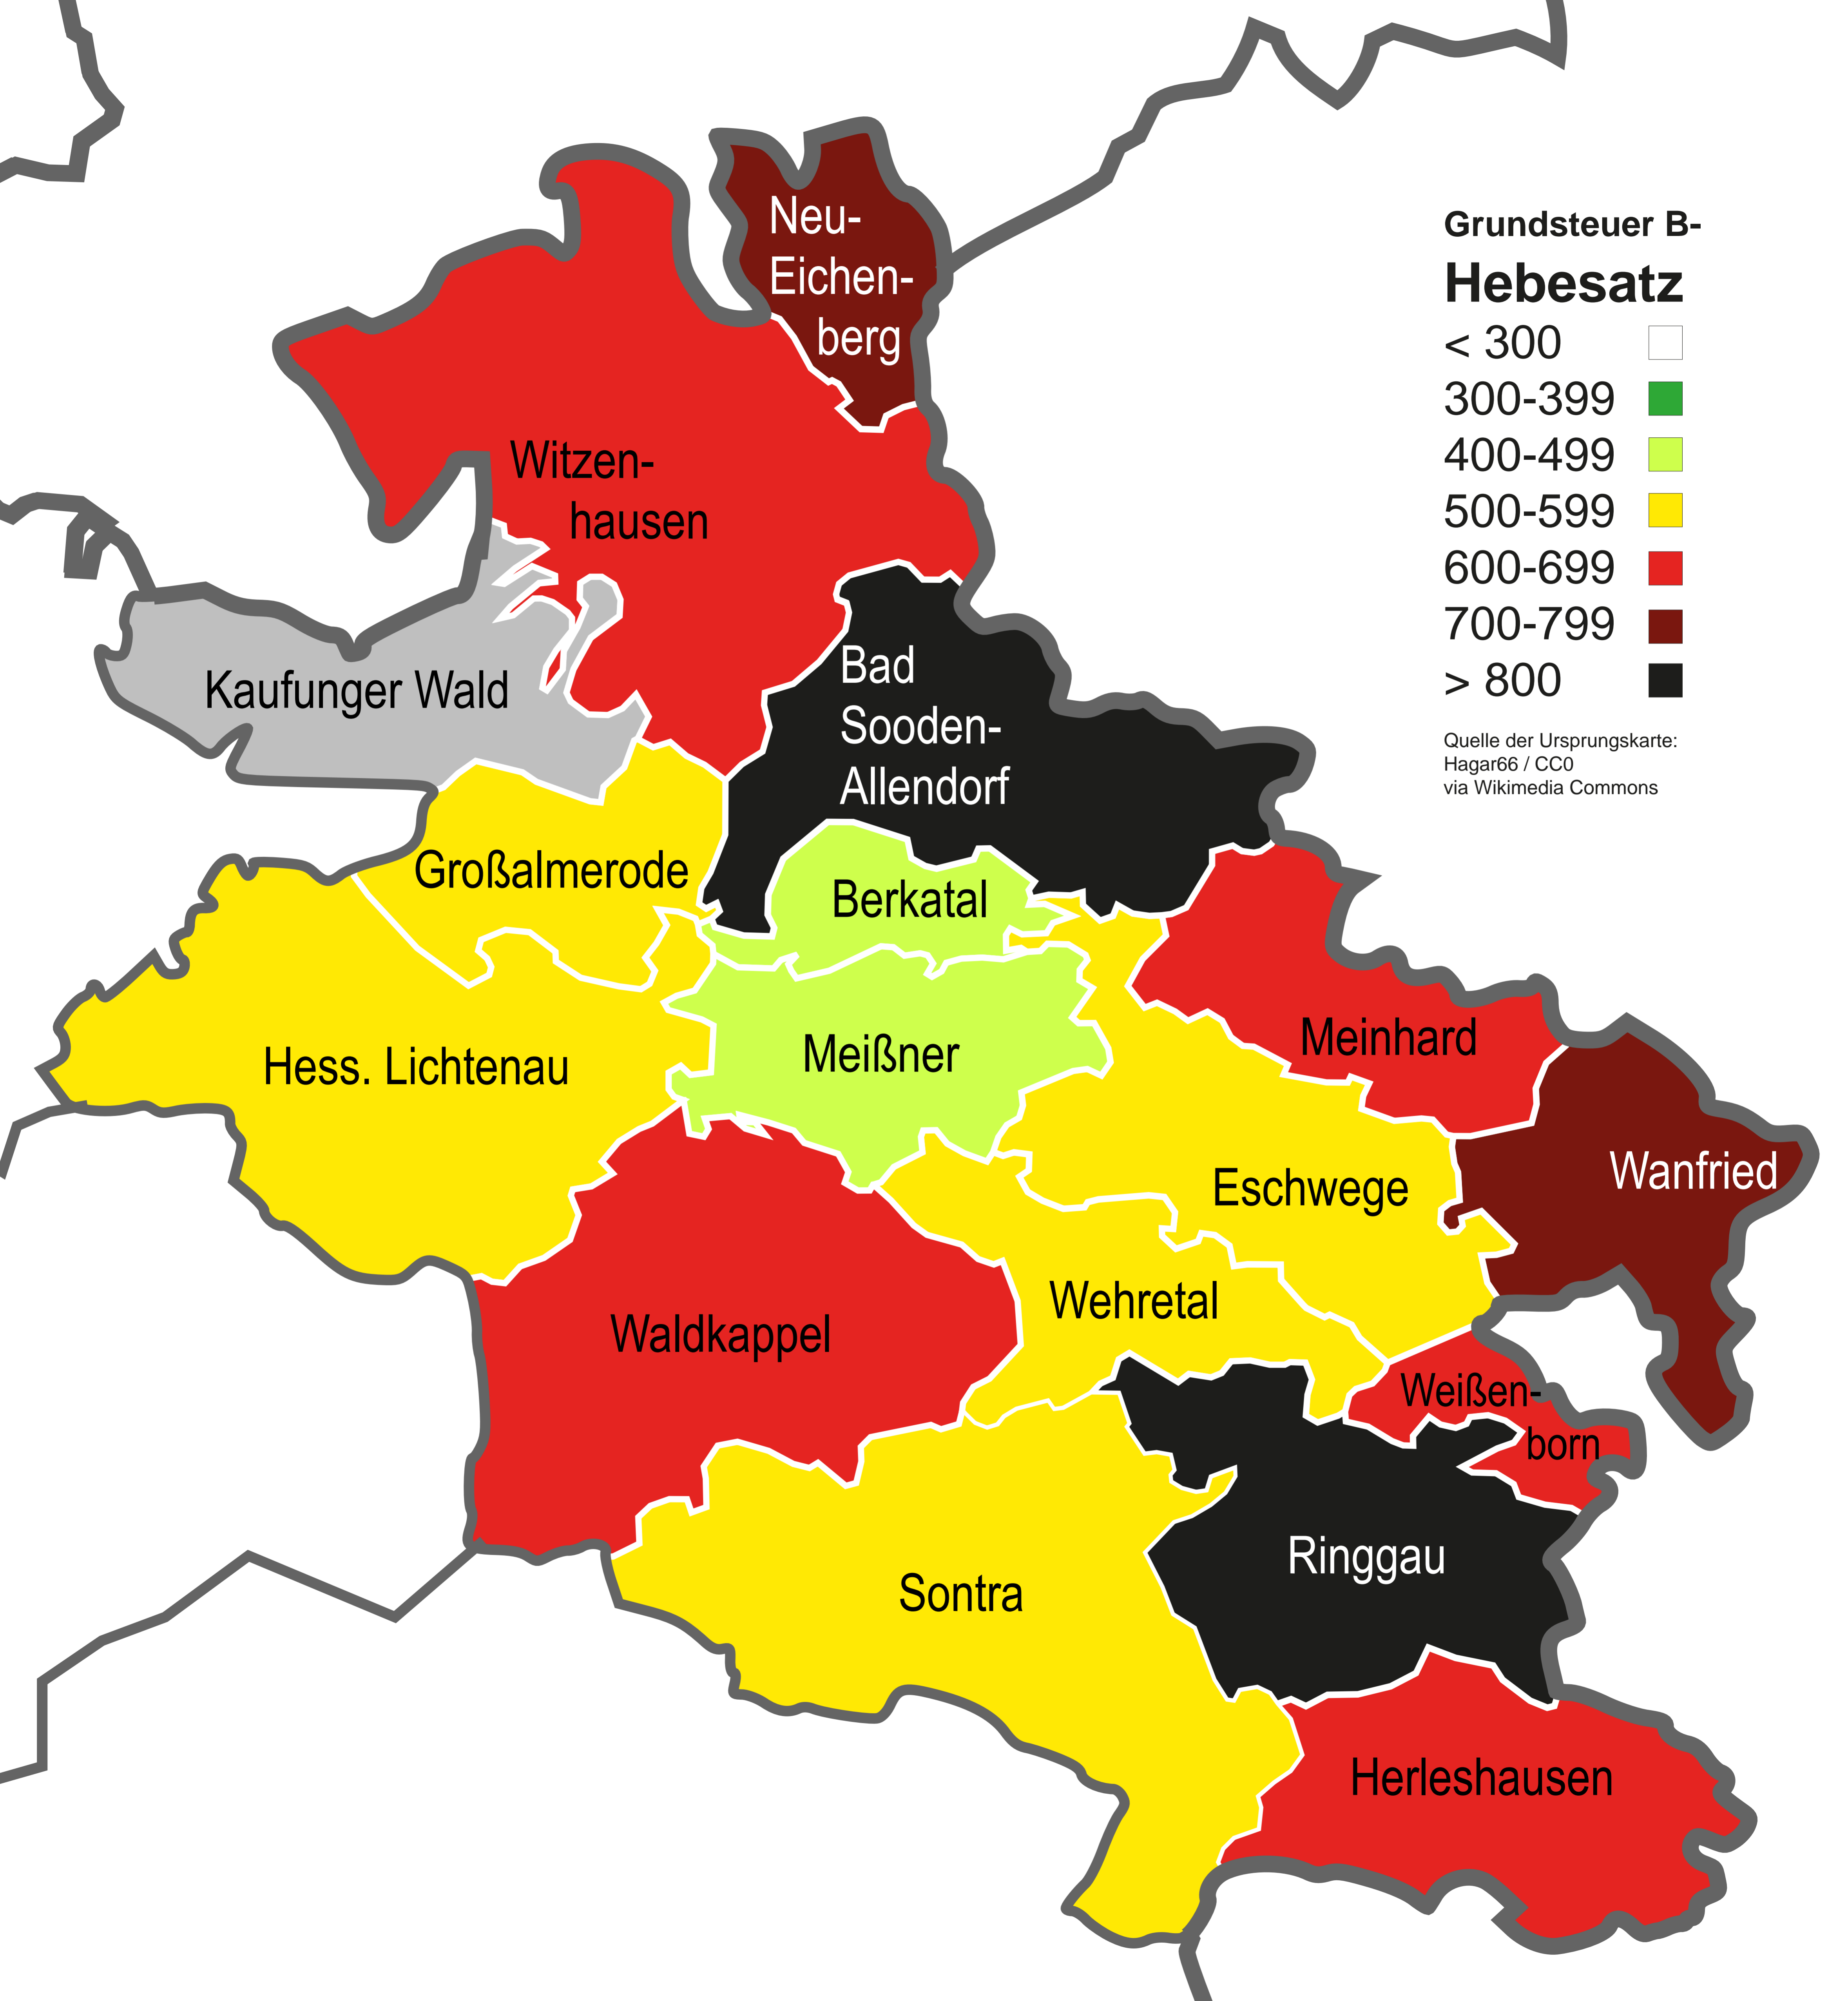 Neu-
Eichen-
berg
Grundsteuer B-
Hebesatz
< 300
300-399
400-499
500-599
600-699
700-799
> 800
Quelle der Ursprungskarte:
Hagar66 / CC0
via Wikimedia Commons
Witzen-
hausen
Kaufunger Wald
Bad
Sooden-
Allendorf
Großalmerode
Berkatal
Hess. Lichtenau
Meißner
Meinhard
Wanfried
Eschwege
Wehretal
Waldkappel
Weißen-
born
Ringgau
Sontra
Herleshausen